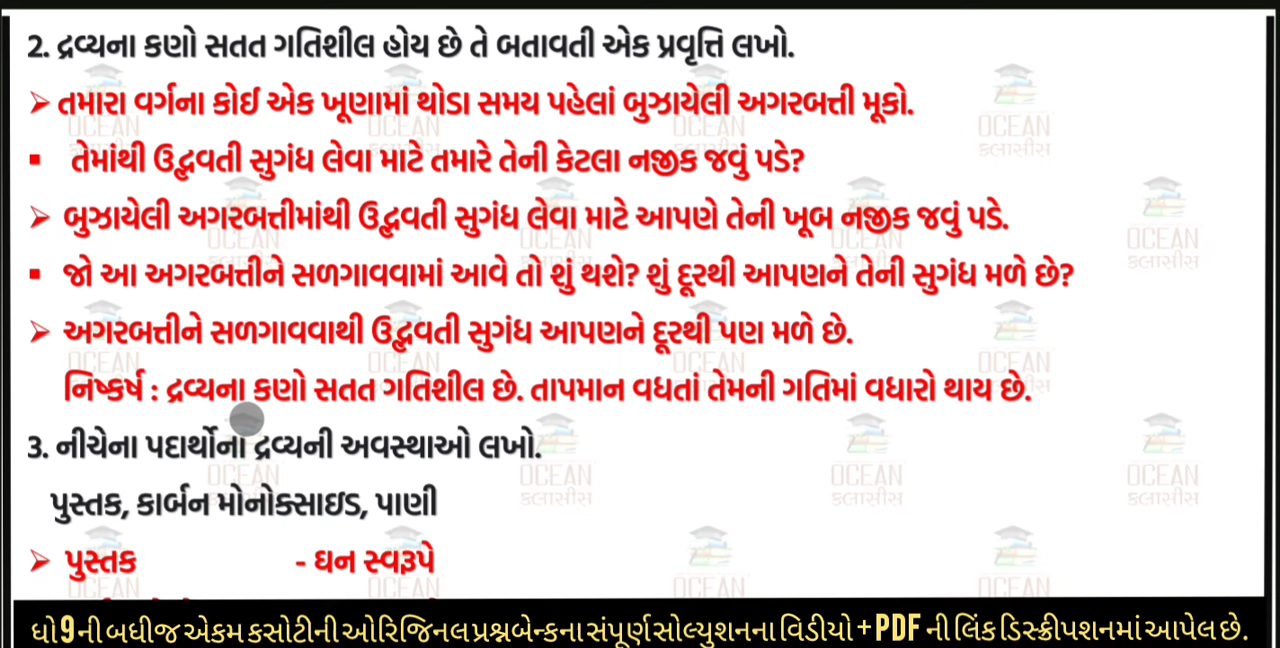 2. દ્રવ્યના કણો સતત ગતિશીલ હોય છે તે બતાવતી એક પ્રવૃત્તિ લખો.
➢ તમારા વર્ગના કોઈ એક ખૂણામાં થોડા સમય પહેલાં બુઝાયેલી અગરબત્તી મૂકો.
▪ તેમાંથી ઉદ્ભવતી સુગંધ લેવા માટે તમારે તેની કેટલા નજીક જવું પડે?
➢ બુઝાયેલી અગરબત્તીમાંથી ઉદ્ભવતી સુગંધ લેવા માટે આપણે તેની ખૂબ નજીક જવું પડે.
▪ જો આ અગરબત્તીને સળગાવવામાં આવે તો શું થશે? શું દૂરથી આપણને તેની સુગંધ મળે છે?
➢ અગરબત્તીને સળગાવવાથી ઉદ્ભવતી સુગંધ આપણને દૂરથી પણ મળે છે.
નિષ્કર્ષ : દ્રવ્યના કણો સતત ગતિશીલ છે. તાપમાન વધતાં તેમની ગતિમાં વધારો થાય છે.
3. નીચેના પદાર્થોના દ્રવ્યની અવસ્થાઓ લખો.
પુસ્તક, કાર્બન મોનોક્સાઇડ, પાણી
➢ પુસ્તક - ઘન સ્વરૂપે
ધો 9 ની બધીજ એકમ કસોટીની ઓરિજિનલ પ્રશ્નબેન્કના સંપૂર્ણ સોલ્યુશનના વિડીયો + PDF ની લિંક ડિસ્ક્રીપશનમાં આપેલ છે.